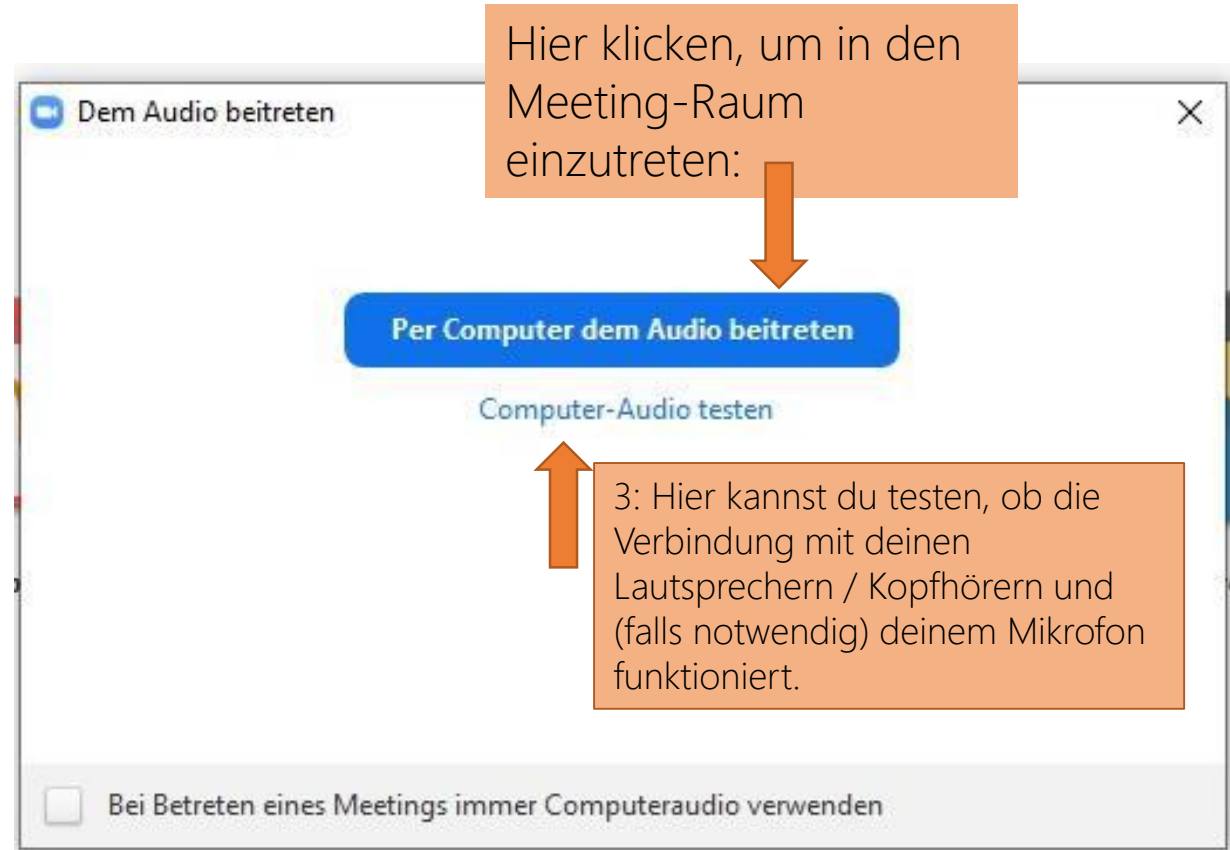 Hier klicken, um in den
Meeting-Raum
einzutreten:
Dem Audio beitreten
Per Computer dem Audio beitreten
Computer-Audio testen
3: Hier kannst du testen, ob die
Verbindung mit deinen
Lautsprechern / Kopfhörern und
(falls notwendig) deinem Mikrofon
funktioniert.
Bei Betreten eines Meetings immer Computeraudio verwenden